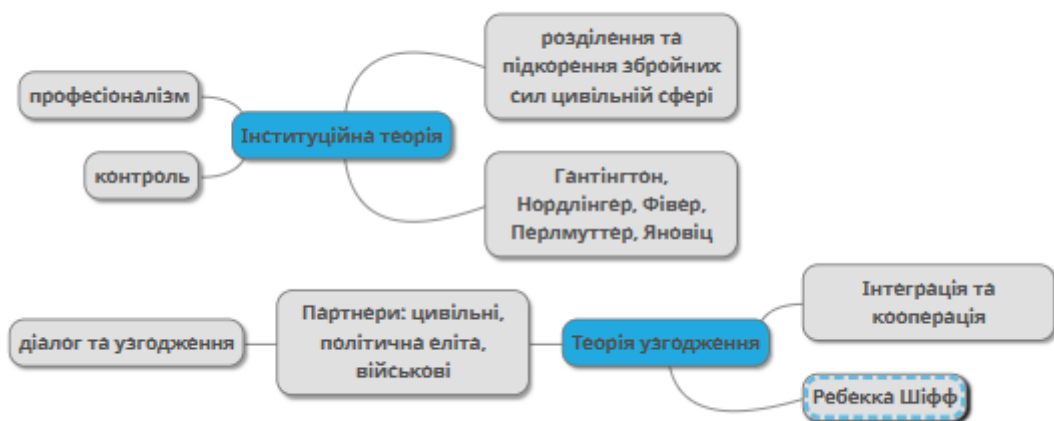 професіоналізм
контроль
Інституційна теорія
розділення та
підкорення збройних
сил цивільній сфері
Гантінгтон,
Нордлінгер, Фівер,
Перлмуттер, Яновіц
діалог та узгодження
Партнери: цивільні,
політична еліта,
військові
Теорія узгодження
Інтеграція та
кооперація
Ребекка Шіфф